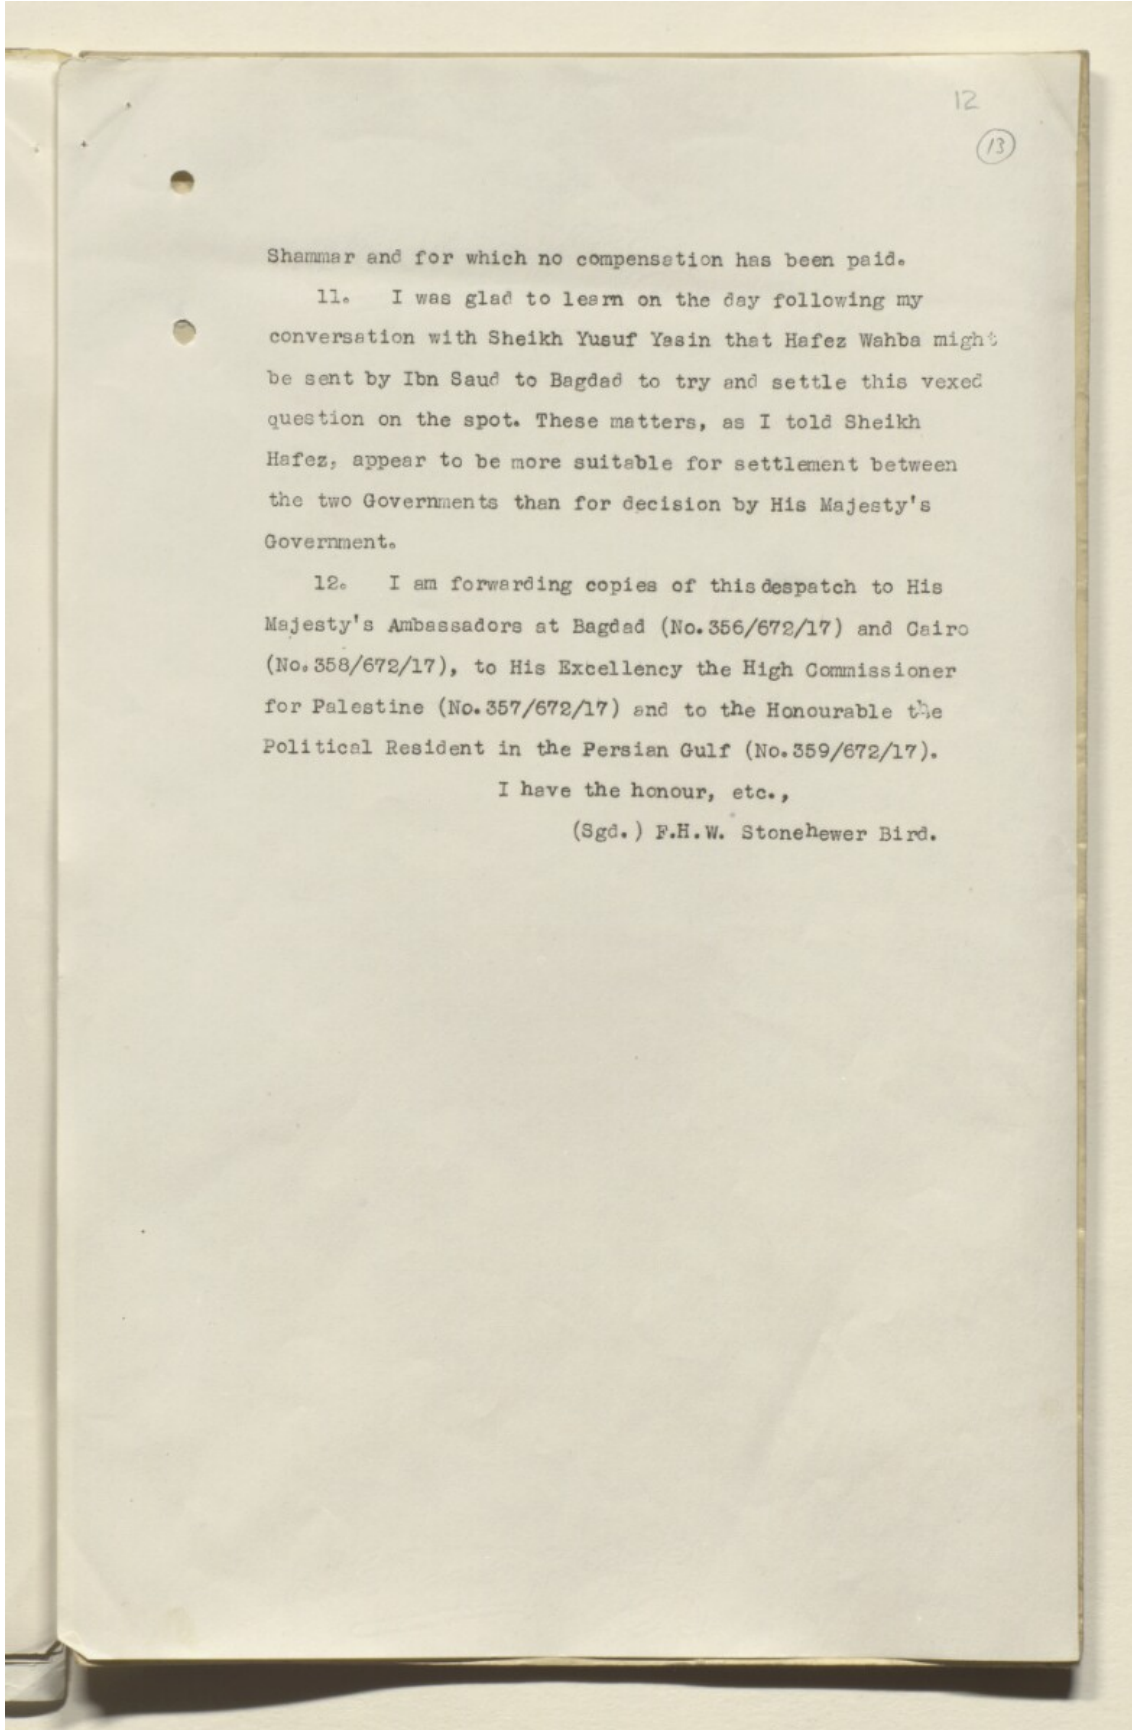 12
13
Shammar and for which no compensation has been paid.
11. I was glad to learn on the day following my
conversation with Sheikh Yusuf Yasin that Hafez Wahba might
be sent by Ibn Saud to Bagdad to try and settle this vexed
question on the spot. These matters, as I told Sheikh
Hafez, appear to be more suitable for settlement between
the two Governments than for decision by His Majesty's
Government.
12. I am forwarding copies of this despatch to His
Majesty's Ambassadors at Bagdad (No.356/672/17) and Cairo
(No.358/672/17), to His Excellency the High Commissioner
for Palestine (No.357/672/17) and to the Honourable the
Political Resident in the Persian Gulf (No.359/672/17).
I have the honour, etc.,
(Sgd.) F.H.W. Stonehewer Bird.